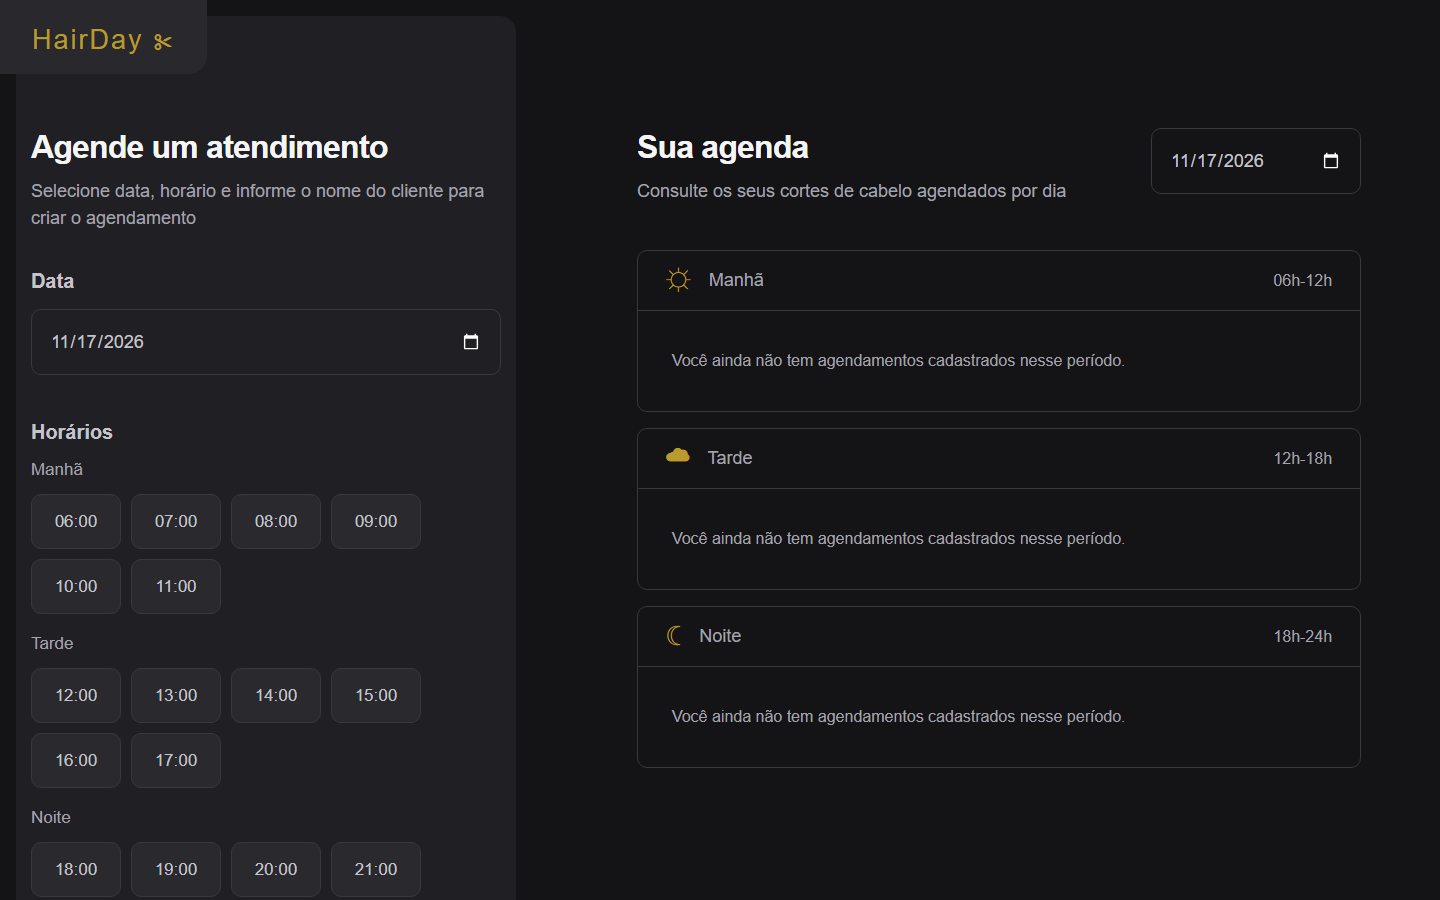 HairDay
Agende um atendimento
Selecione data, horário e informe o nome do cliente para
criar o agendamento
Data
11/17/2026
Horários
Manhã
06:00 07:00 08:00 09:00
10:00 11:00
Tarde
12:00 13:00 14:00 15:00
16:00 17:00
Noite
18:00 19:00 20:00 21:00
Sua agenda
Consulte os seus cortes de cabelo agendados por dia
11/17/2026
Manhã 06h-12h
Você ainda não tem agendamentos cadastrados nesse período.
Tarde 12h-18h
Você ainda não tem agendamentos cadastrados nesse período.
Noite 18h-24h
Você ainda não tem agendamentos cadastrados nesse período.